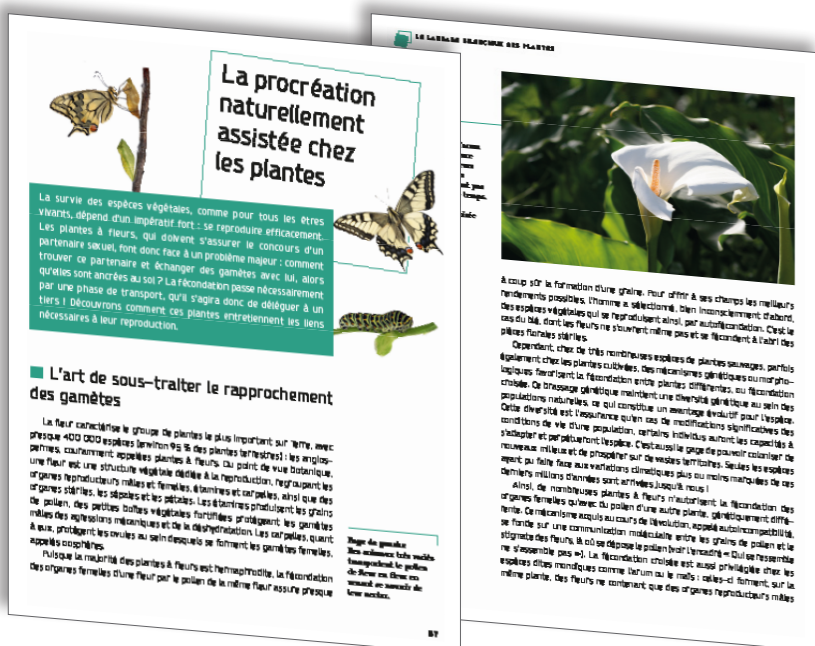 La procréation
naturellement
assistée chez
les plantes
La survie des espèces végétales, comme pour tous les êtres
vivants, dépend d'un impératif fort : se reproduire efficacement.
Les plantes à fleurs, qui doivent s'assurer le concours d'un
partenaire sexuel, font donc face à un problème majeur : comment
trouver ce partenaire et échanger des gamètes avec lui, alors
qu'elles sont ancrées au sol ? La fécondation passe nécessairement
par une phase de transport, qu'il s'agira donc de déléguer à un
tiers ! Découvrons comment ces plantes entretiennent les liens
nécessaires à leur reproduction.
L'art de sous-traiter le rapprochement
des gamètes
La fleur caractérise le groupe de plantes le plus important sur Terre, avec
presque 400 000 espèces (environ 95 % des plantes terrestres) : les angios-
permes, couramment appelées plantes à fleurs. Du point de vue botanique,
une fleur est une structure végétale dédiée à la reproduction, regroupant les
organes reproducteurs mâles et femelles, étamines et carpelles, ainsi que des
organes stériles, les sépales et les pétales. Les étamines produisent les grains
de pollen, des petites boîtes végétales fortifiées protégeant les gamètes
mâles des agressions mécaniques et de la déshydratation. Les carpelles, quant
à eux, protègent les ovules au sein desquels se forment les gamètes femelles,
appelés oosphères.
Puisque la majorité des plantes à fleurs est hermaphrodite, la fécondation
des organes femelles d'une fleur par le pollen de la même fleur assure presque
Page de gauche
Des animaux très variés
transportent le pollen
de fleur en fleur en
venant se nourrir de
leur nectar.
57
LE LANGAGE SILENCIEUX DES PLANTES
temps.
à coup sûr la formation d'une graine. Pour offrir à ses champs les meilleurs
rendements possibles, l'homme a sélectionné, bien inconsciemment d'abord,
des espèces végétales qui se reproduisent ainsi, par autofécondation. C'est le
cas du blé, dont les fleurs ne s'ouvrent même pas et se fécondent à l'abri des
pièces florales stériles.
Cependant, chez de très nombreuses espèces de plantes sauvages, parfois
également chez les plantes cultivées, des mécanismes génétiques ou morpho-
logiques favorisent la fécondation entre plantes différentes, ou fécondation
croisée. Ce brassage génétique maintient une diversité génétique au sein des
populations naturelles, ce qui constitue un avantage évolutif pour l'espèce.
Cette diversité est l'assurance qu'en cas de modifications significatives des
conditions de vie d'une population, certains individus auront les capacités à
s'adapter et perpétueront l'espèce. C'est aussi le gage de pouvoir coloniser de
nouveaux milieux et de prospérer sur de vastes territoires. Seules les espèces
ayant pu faire face aux variations climatiques plus ou moins marquées de ces
derniers millions d'années sont arrivées jusqu'à nous !
Ainsi, de nombreuses plantes à fleurs n'autorisent la fécondation des
organes femelles qu'avec du pollen d'une autre plante, génétiquement diffé-
rente. Ce mécanisme acquis au cours de l'évolution, appelé autoincompatibilité,
se fonde sur une communication moléculaire entre les grains de pollen et le
stigmate des fleurs, là où se dépose le pollen (voir l'encadré « Qui se ressemble
ne s'assemble pas »). La fécondation croisée est aussi privilégiée chez les
espèces dites monoïques comme l'arum ou le maïs : celles-ci forment, sur la
même plante, des fleurs ne contenant que des organes reproducteurs mâles